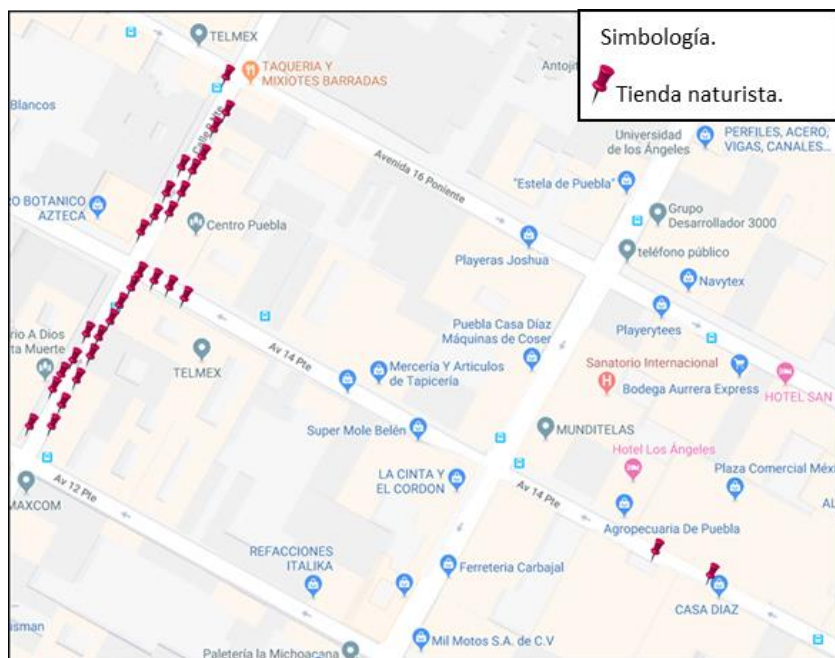 Simbología.
Tienda naturista.
TELMEX
TAQUERIA Y
MIXIOTES BARRADAS
Antojit
Blancos
Avenida 16 Poniente
Universidad
de los Ángeles
PERFILES, ACERO,
VIGAS, CANALES...
"Estela de Puebla"
RO BOTANICO
AZTECA
Centro Puebla
Grupo
Desarrollador 3000
teléfono público
Playeras Joshua
Navytex
Playerytees
Puebla Casa Díaz
Máquinas de Coser
rio A Dios
ta Muerte
TELMEX
Av 14 Pte
Mercería Y Articulos
de Tapicería
Sanatorio Internacional
Bodega Aurrera Express
HOTEL SAN
Super Mole Belén
MUNDITELAS
Hotel Los Ángeles
Plaza Comercial Méxi
MAXCOM
Av 12 Pte
LA CINTA Y
EL CORDON
Av 14 Pte
AL
Agropecuaria De Puebla
REFACCIONES
ITALIKA
Ferreteria Carbajal
CASA DIAZ
isman
Paletería la Michoacana
Mil Motos S.A. de C.V